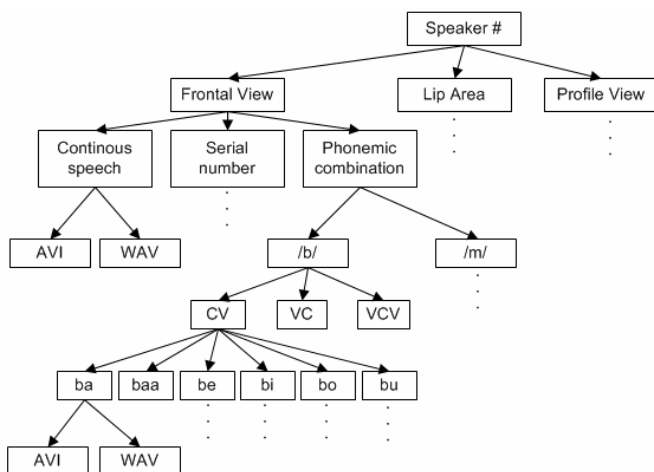 Speaker #
Frontal View
Lip Area
Profile View
Continous
speech
Serial
number
Phonemic
combination
AVI
WAV
/b/
/m/
CV
VC
VCV
ba
baa
be
bi
bo
bu
AVI
WAV